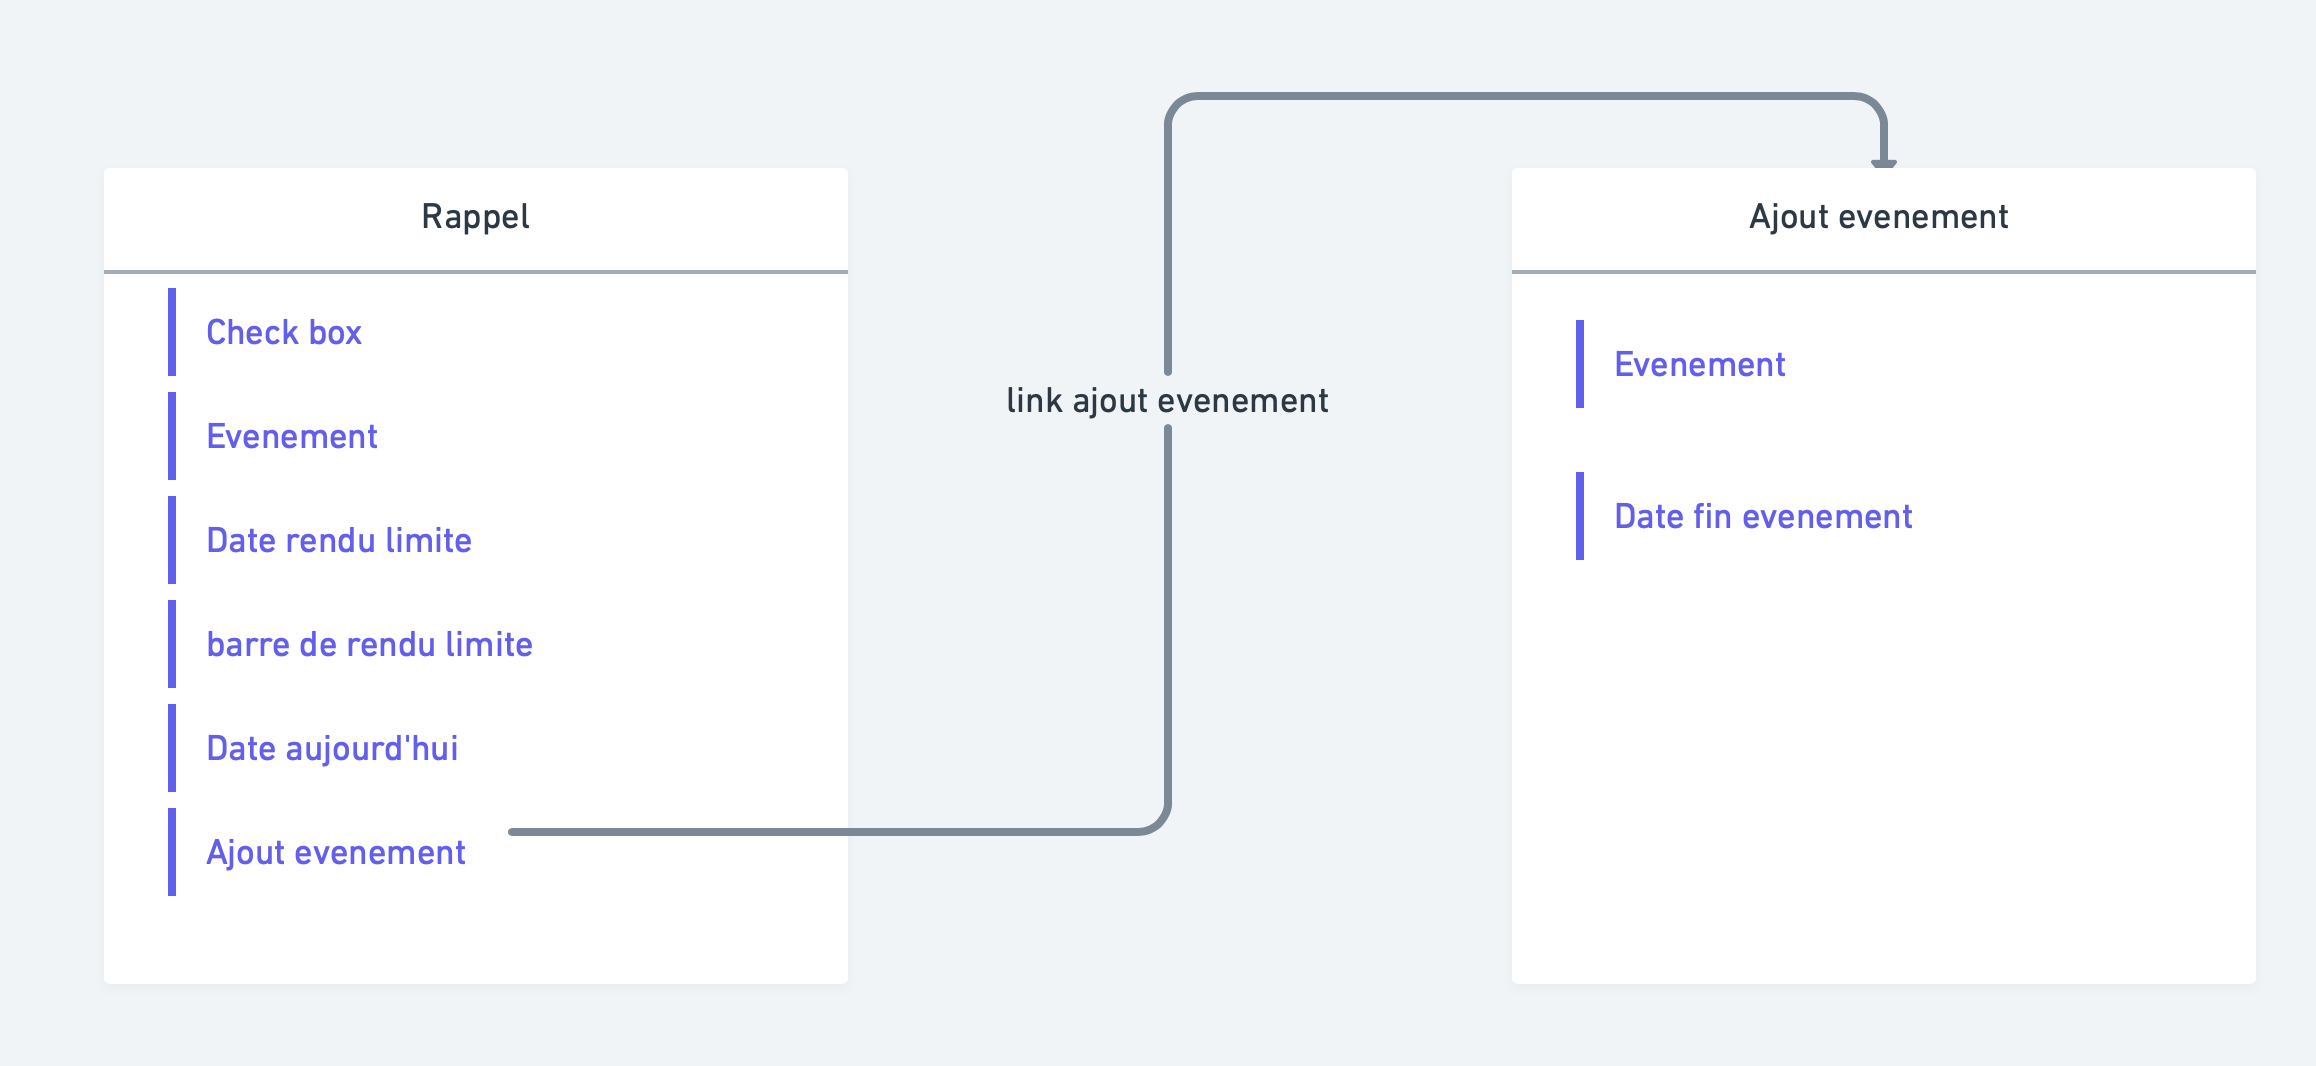 Rappel
Check box
Evenement
Date rendu limite
barre de rendu limite
Date aujourd'hui
Ajout evenement
link ajout evenement
Ajout evenement
Evenement
Date fin evenement